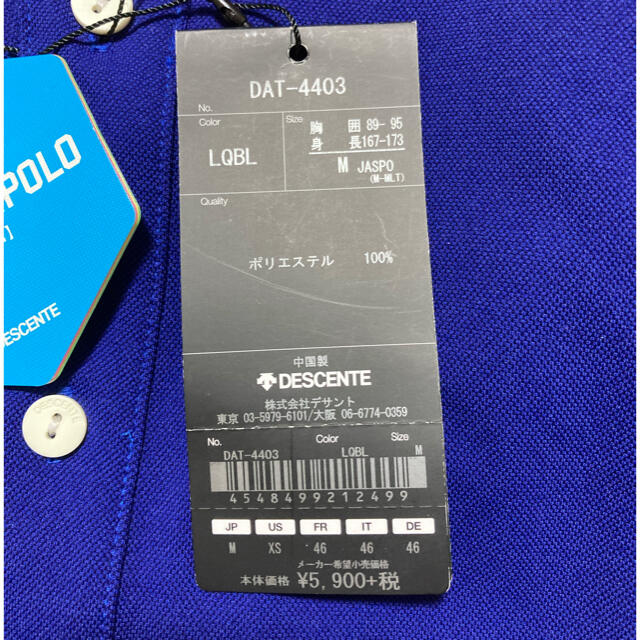 POLO
DESCENTE
DESCENTE
No. DAT-4403
Color LQBL
Size 胸 囲 89- 95
身 長167-173
M JASPO
(M-MLT)
Quality
ポリエステル 100%
中国製
DESCENTE
株式会社デサント
東京 03-5979-6101/大阪 06-6774-0359
No. Color Size
DAT-4403 LQBL M
4548499212499
JP US FR IT DE
M XS 46 46 46
メーカー希望小売価格
本体価格 ¥5,900+税